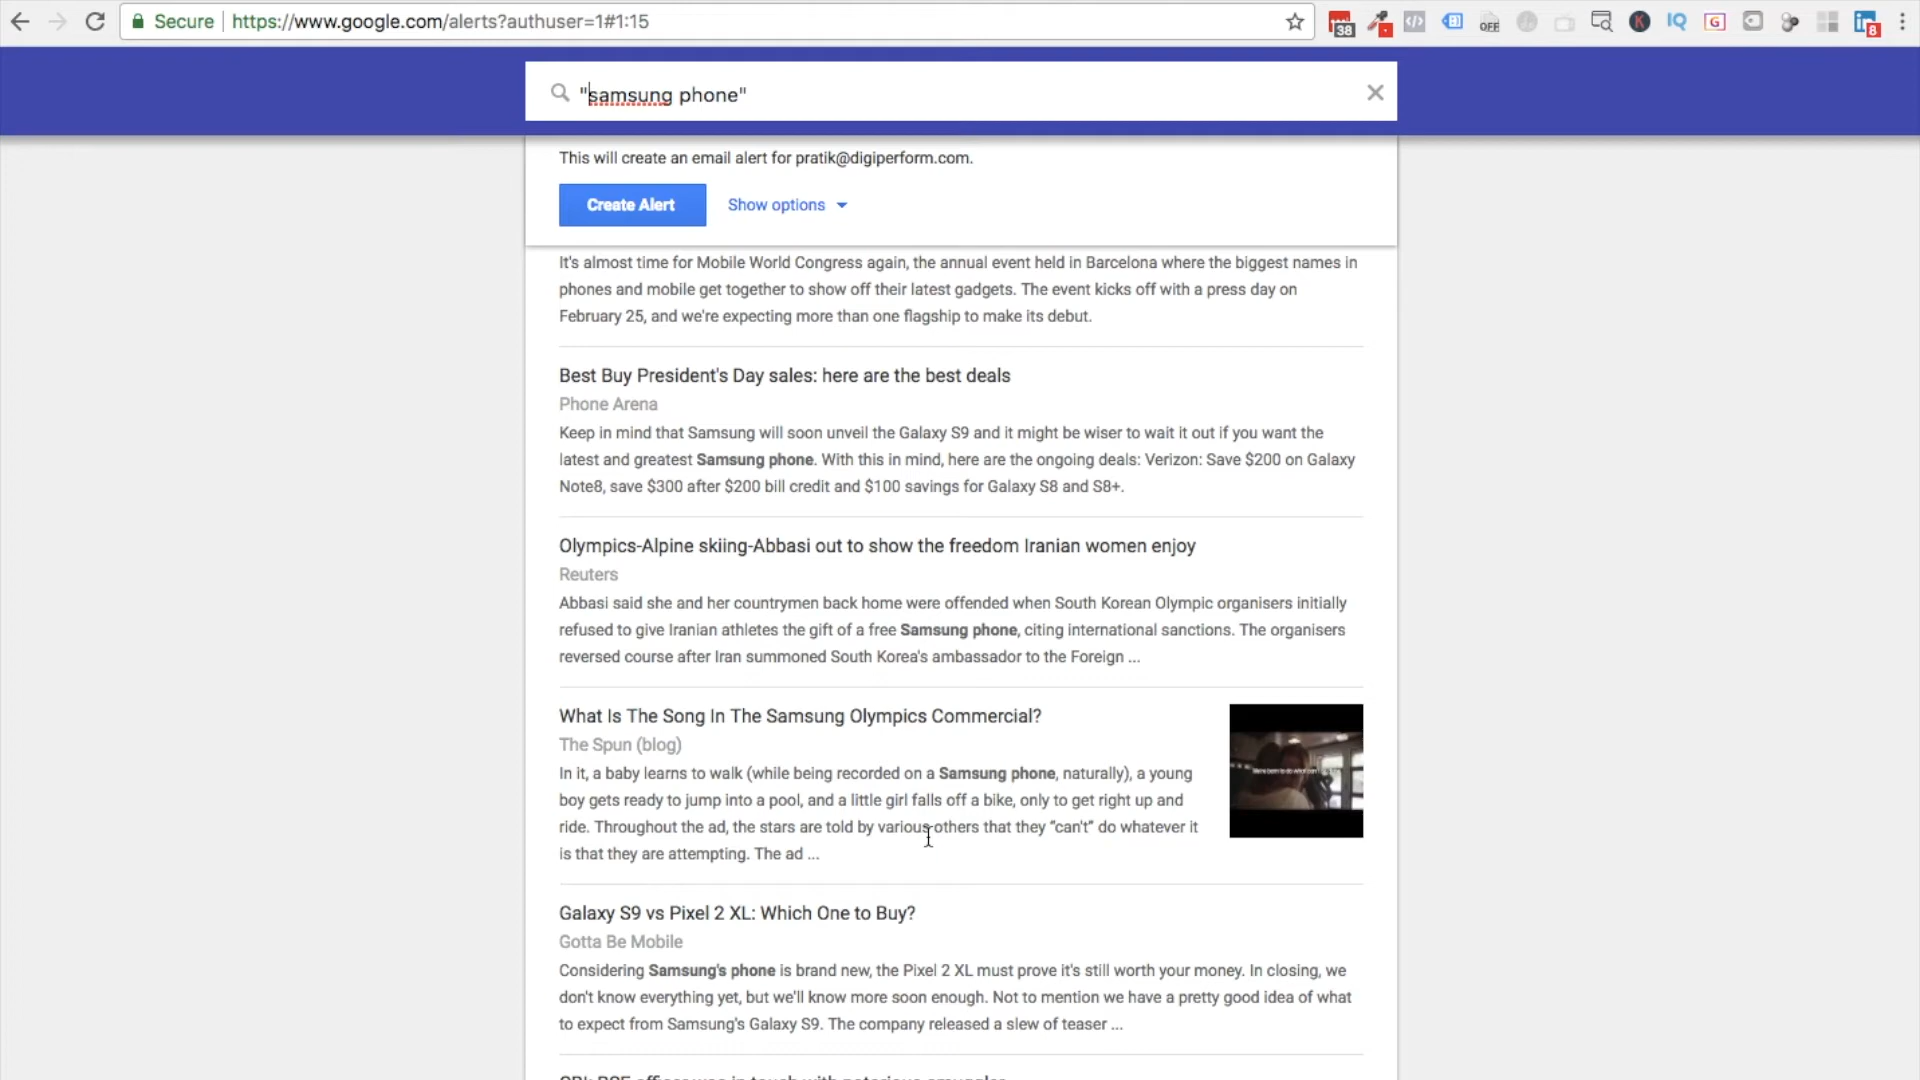 Secure https://www.google.com/alerts?authuser=1#1:15
38
OFF
K
IQ
G
in
8
"samsung phone"
This will create an email alert for pratik@digiperform.com.
Create Alert
Show options
It's almost time for Mobile World Congress again, the annual event held in Barcelona where the biggest names in
phones and mobile get together to show off their latest gadgets. The event kicks off with a press day on
February 25, and we're expecting more than one flagship to make its debut.
Best Buy President's Day sales: here are the best deals
Phone Arena
Keep in mind that Samsung will soon unveil the Galaxy S9 and it might be wiser to wait it out if you want the
latest and greatest Samsung phone. With this in mind, here are the ongoing deals: Verizon: Save $200 on Galaxy
Note8, save $300 after $200 bill credit and $100 savings for Galaxy S8 and S8+.
Olympics-Alpine skiing-Abbasi out to show the freedom Iranian women enjoy
Reuters
Abbasi said she and her countrymen back home were offended when South Korean Olympic organisers initially
refused to give Iranian athletes the gift of a free Samsung phone, citing international sanctions. The organisers
reversed course after Iran summoned South Korea's ambassador to the Foreign ...
What Is The Song In The Samsung Olympics Commercial?
The Spun (blog)
In it, a baby learns to walk (while being recorded on a Samsung phone, naturally), a young
boy gets ready to jump into a pool, and a little girl falls off a bike, only to get right up and
ride. Throughout the ad, the stars are told by various others that they “can't” do whatever it
is that they are attempting. The ad ...
Galaxy S9 vs Pixel 2 XL: Which One to Buy?
Gotta Be Mobile
Considering Samsung's phone is brand new, the Pixel 2 XL must prove it's still worth your money. In closing, we
don't know everything yet, but we'll know more soon enough. Not to mention we have a pretty good idea of what
to expect from Samsung's Galaxy S9. The company released a slew of teaser ...